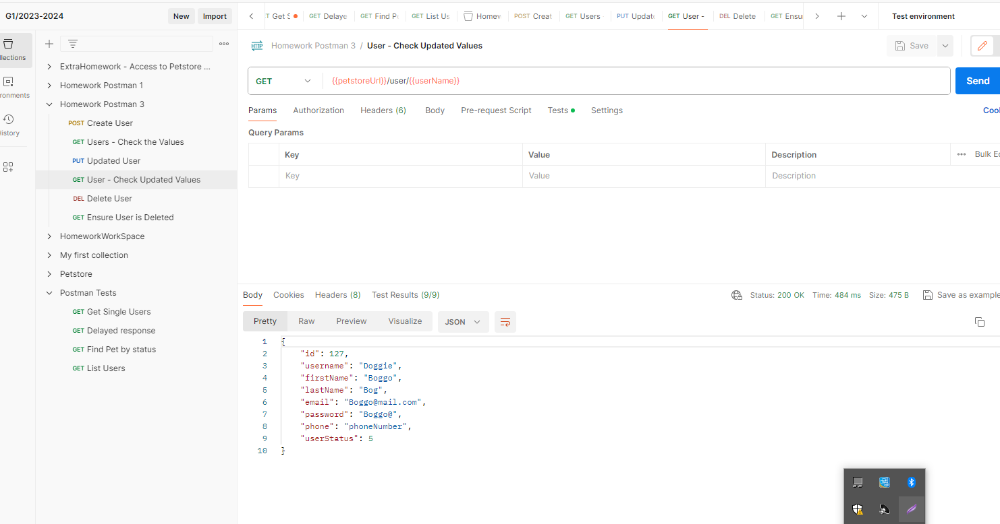 G1/2023-2024 New Import
Get S Delaye Find P List Us Homew POST Creat GET Users PUT Update GET User - DEL Delete GET Ensu Test environment
GET GET GET
llections
ronments
History
ExtraHomework - Access to Petstore ...
Homework Postman 1
Homework Postman 3
POST Create User
GET Users - Check the Values
PUT Updated User
GET User - Check Updated Values
DEL Delete User
GET Ensure User is Deleted
HomeworkWorkSpace
My first collection
Petstore
Postman Tests
GET Get Single Users
GET Delayed response
GET Find Pet by status
GET List Users
HTTP Homework Postman 3 / User - Check Updated Values Save
GET {{petstoreUrl}}/user/{{userName}} Send
Params Authorization Headers (6) Body Pre-request Script Tests Settings Cool
Query Params
Key Value Description Bulk Ed
Key Value Description
Body Cookies Headers (8) Test Results (9/9) Status: 200 OK Time: 484 ms Size: 475 B Save as example
Pretty Raw Preview Visualize JSON
1 {
2 "id": 127,
3 "username": "Doggie",
4 "firstName": "Boggo",
5 "lastName": "Bog",
6 "email": "Boggo@mail.com",
7 "password": "Boggo@",
8 "phone": "phoneNumber",
9 "userStatus": 5
10 }